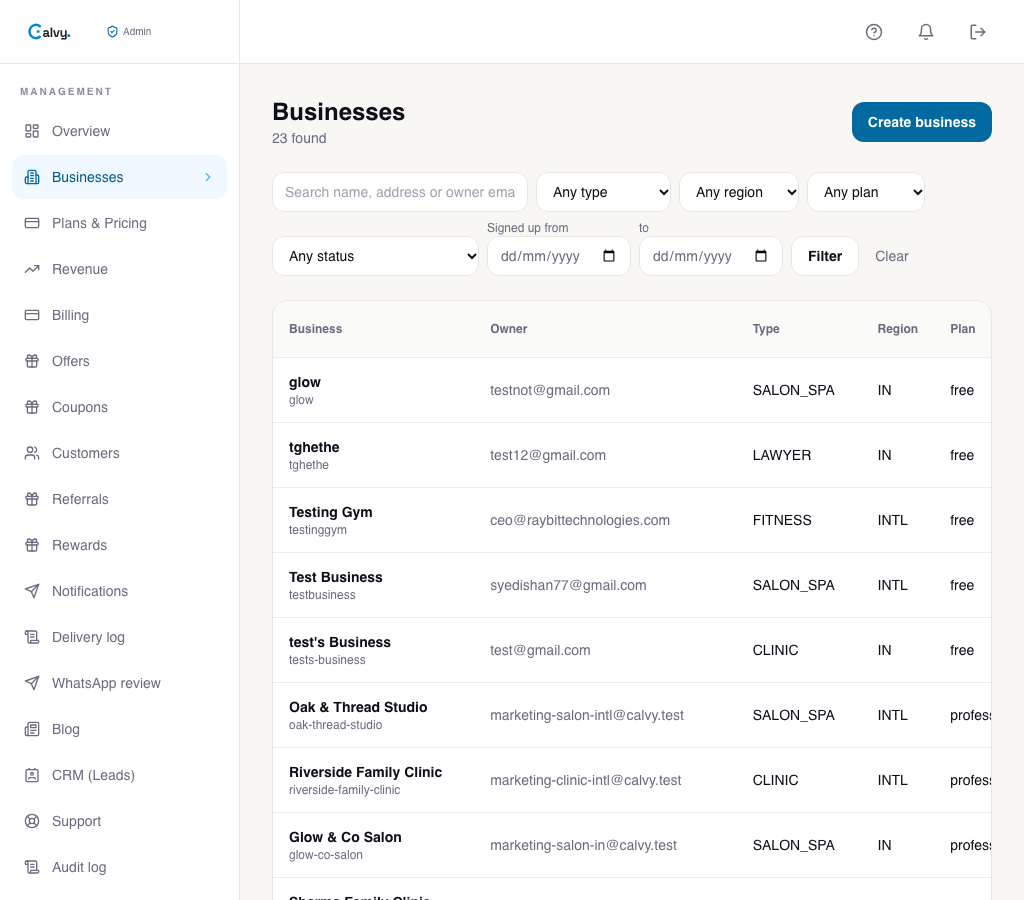 Calvy.
Admin
MANAGEMENT
Overview
Businesses
Plans & Pricing
Revenue
Billing
Offers
Coupons
Customers
Referrals
Rewards
Notifications
Delivery log
WhatsApp review
Blog
CRM (Leads)
Support
Audit log
Businesses
23 found
Create business
Search name, address or owner ema
Any type
Any region
Any plan
Any status
Signed up from
dd/mm/yyyy
to
dd/mm/yyyy
Filter
Clear
Business Owner Type Region Plan
glow
glow
testnot@gmail.com SALON_SPA IN free
tghethe
tghethe
test12@gmail.com LAWYER IN free
Testing Gym
testinggym
ceo@raybittechnologies.com FITNESS INTL free
Test Business
testbusiness
syedishan77@gmail.com SALON_SPA INTL free
test's Business
tests-business
test@gmail.com CLINIC IN free
Oak & Thread Studio
oak-thread-studio
marketing-salon-intl@calvy.test SALON_SPA INTL profes
Riverside Family Clinic
riverside-family-clinic
marketing-clinic-intl@calvy.test CLINIC INTL profes
Glow & Co Salon
glow-co-salon
marketing-salon-in@calvy.test SALON_SPA IN profes